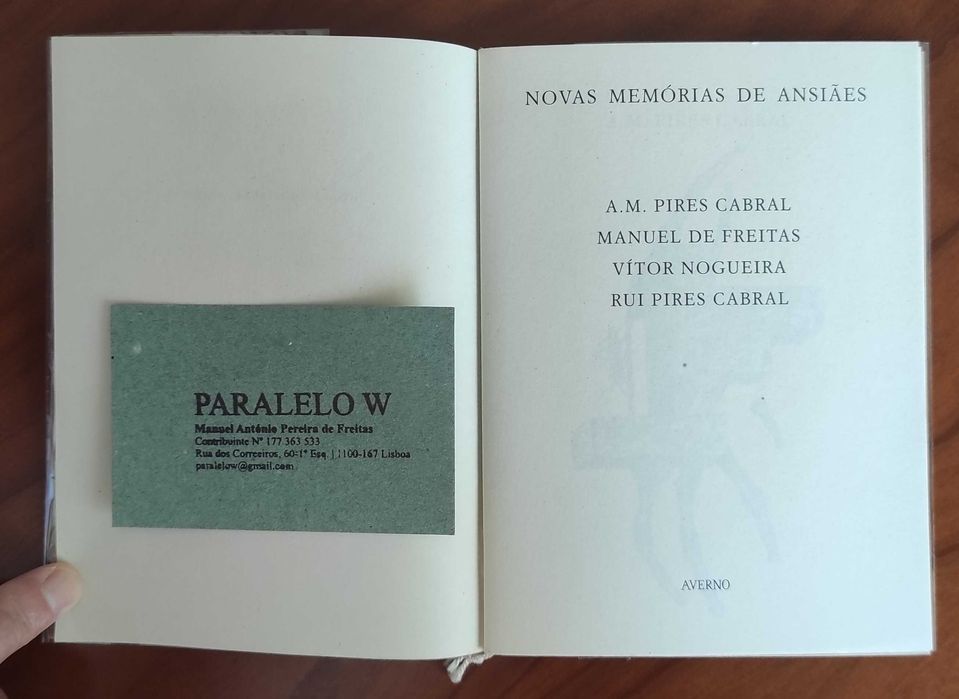 PARALELO W
Manuel António Pereira de Freitas
Contribuinte Nº 177 363 533
Rua dos Correeiros, 60-1º Esq. | 1100-167 Lisboa
paralelow@gmail.com
NOVAS MEMÓRIAS DE ANSIÃES
A.M. PIRES CABRAL
MANUEL DE FREITAS
VÍTOR NOGUEIRA
RUI PIRES CABRAL
AVERNO